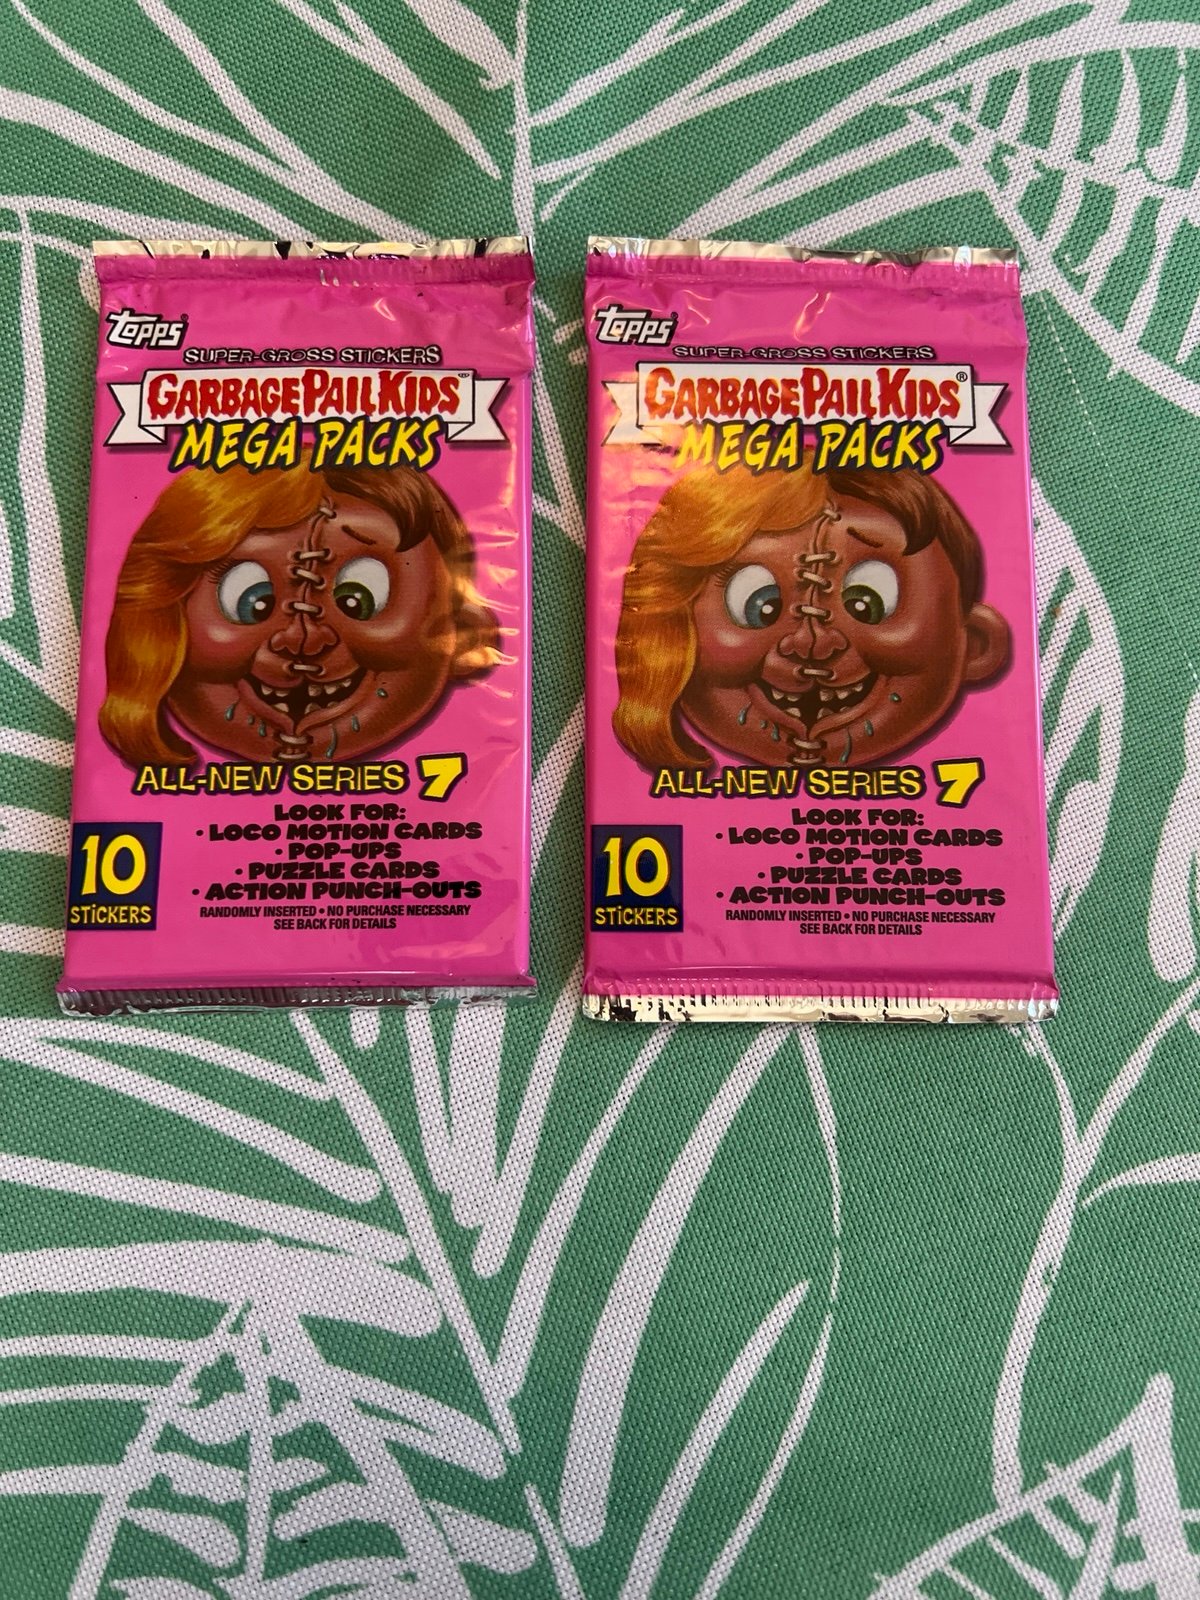 Topps®
SUPER-GROSS STICKERS
GARBAGE PAIL KIDS®
MEGA PACKS
ALL-NEW SERIES 7
LOOK FOR:
• LOCO MOTION CARDS
• POP-UPS
• PUZZLE CARDS
• ACTION PUNCH-OUTS
10
STICKERS
RANDOMLY INSERTED • NO PURCHASE NECESSARY
SEE BACK FOR DETAILS
Topps®
SUPER-GROSS STICKERS
GARBAGE PAIL KIDS®
MEGA PACKS
ALL-NEW SERIES 7
LOOK FOR:
• LOCO MOTION CARDS
• POP-UPS
• PUZZLE CARDS
• ACTION PUNCH-OUTS
10
STICKERS
RANDOMLY INSERTED • NO PURCHASE NECESSARY
SEE BACK FOR DETAILS